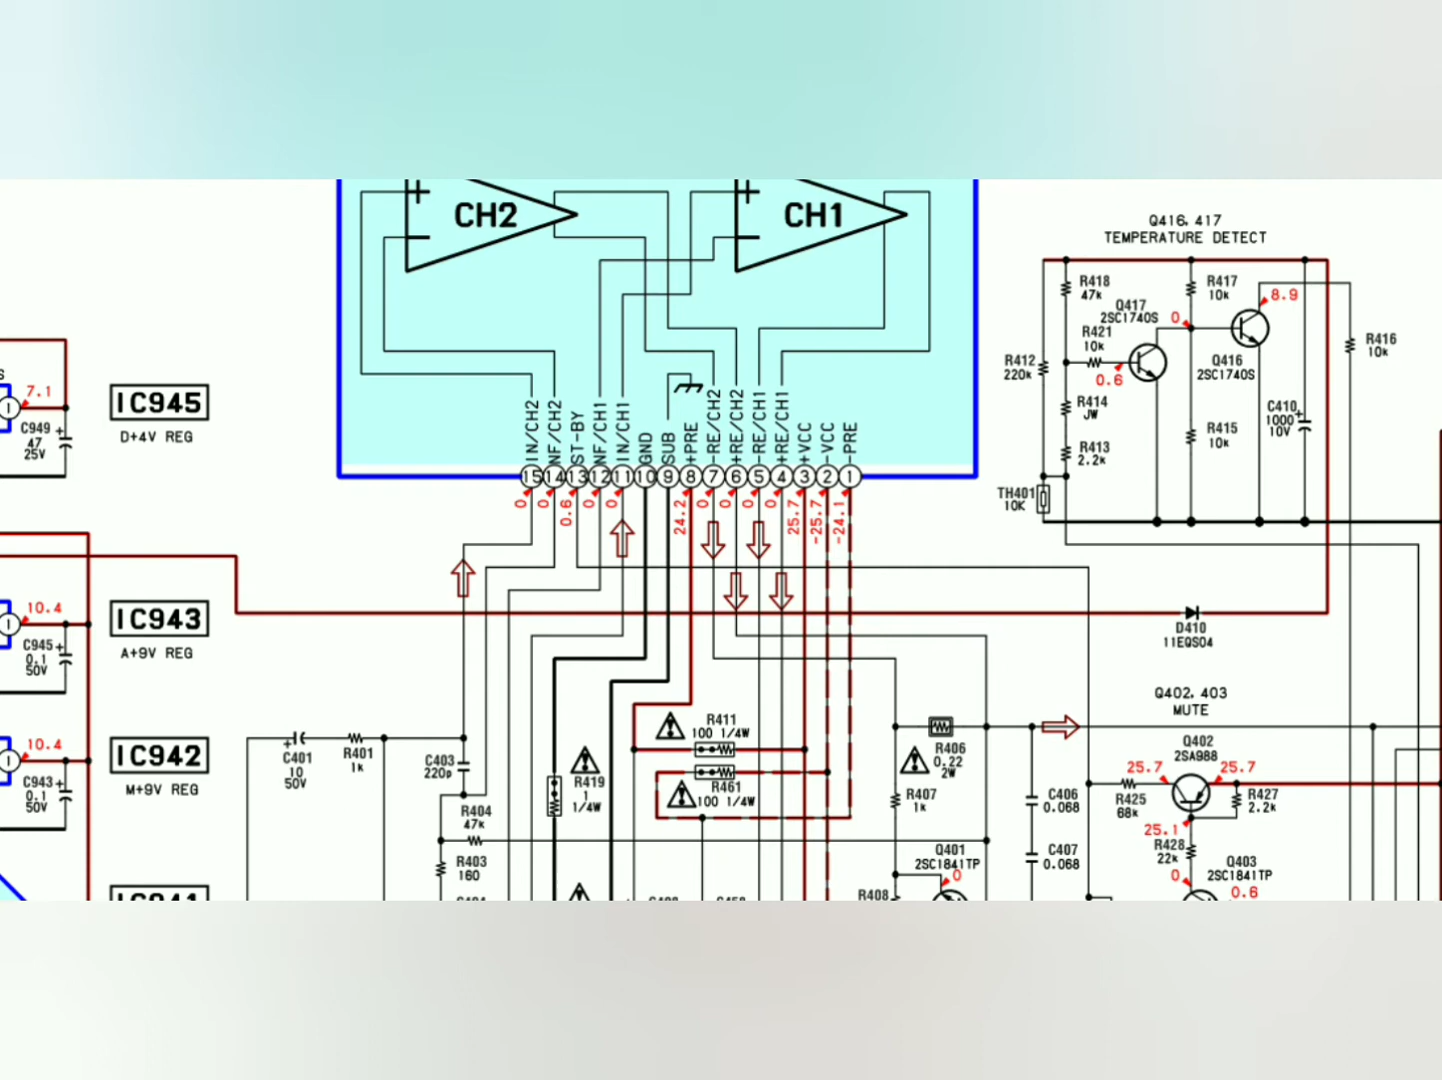 CH2
CH1
Q416, 417
TEMPERATURE DETECT
R418
47k
R417
10k
8.9
Q417
2SC1740S
0
R421
10k
R412
220k
0.6
Q416
2SC1740S
R416
10k
R414
JW
C410
1000
10V
R415
10k
R413
2.2k
TH401
10K
7.1
IC945
D+4V REG
C949
47
25V
IN/CH2
NF/CH2
ST-BY
NF/CH1
IN/CH1
GND
SUB
+PRE
-RE/CH2
+RE/CH2
-RE/CH1
+RE/CH1
+VCC
-VCC
-PRE
15 14 13 12 11 10 9 8 7 6 5 4 3 2 1
0 0 0.6 0 0 24.2 0 0 0 0 25.7 -25.7 -24.1
10.4
IC943
A+9V REG
C945
0.1
50V
D410
11EQS04
Q402, 403
MUTE
10.4
IC942
M+9V REG
C943
0.1
50V
C401
10
50V
R401
1k
C403
220p
R404
47k
R403
160
R419
1
1/4W
R411
100 1/4W
R461
100 1/4W
R406
0.22
2W
R407
1k
C406
0.068
C407
0.068
Q401
2SC1841TP
0
R408
Q402
2SA988
25.7
25.7
R425
68k
R427
2.2k
25.1
R428
22k
Q403
2SC1841TP
0
0.6